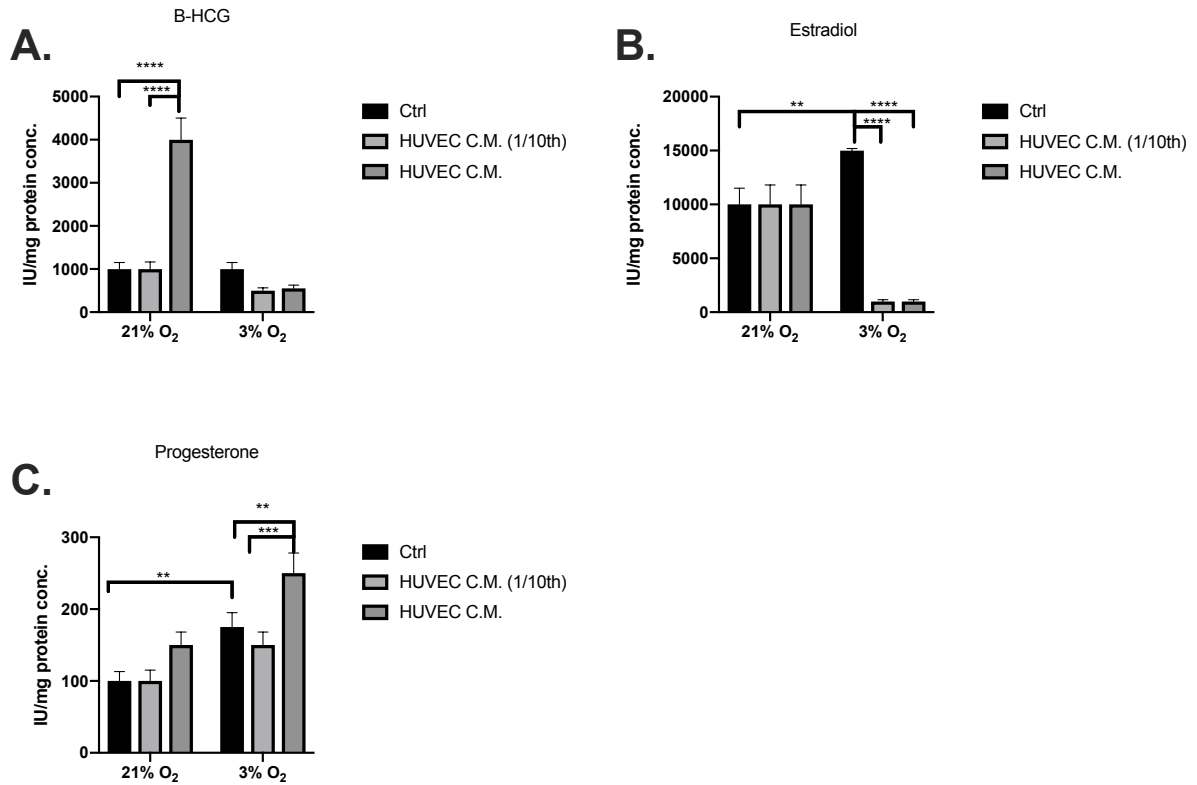 B-HCG
A.
****
****
IU/mg protein conc.
5000
4000
3000
2000
1000
0
21% O₂
3% O₂
Ctrl
HUVEC C.M. (1/10th)
HUVEC C.M.
Estradiol
B.
**
****
****
IU/mg protein conc.
20000
15000
10000
5000
0
21% O₂
3% O₂
Ctrl
HUVEC C.M. (1/10th)
HUVEC C.M.
Progesterone
C.
**
***
**
IU/mg protein conc.
300
200
100
0
21% O₂
3% O₂
Ctrl
HUVEC C.M. (1/10th)
HUVEC C.M.